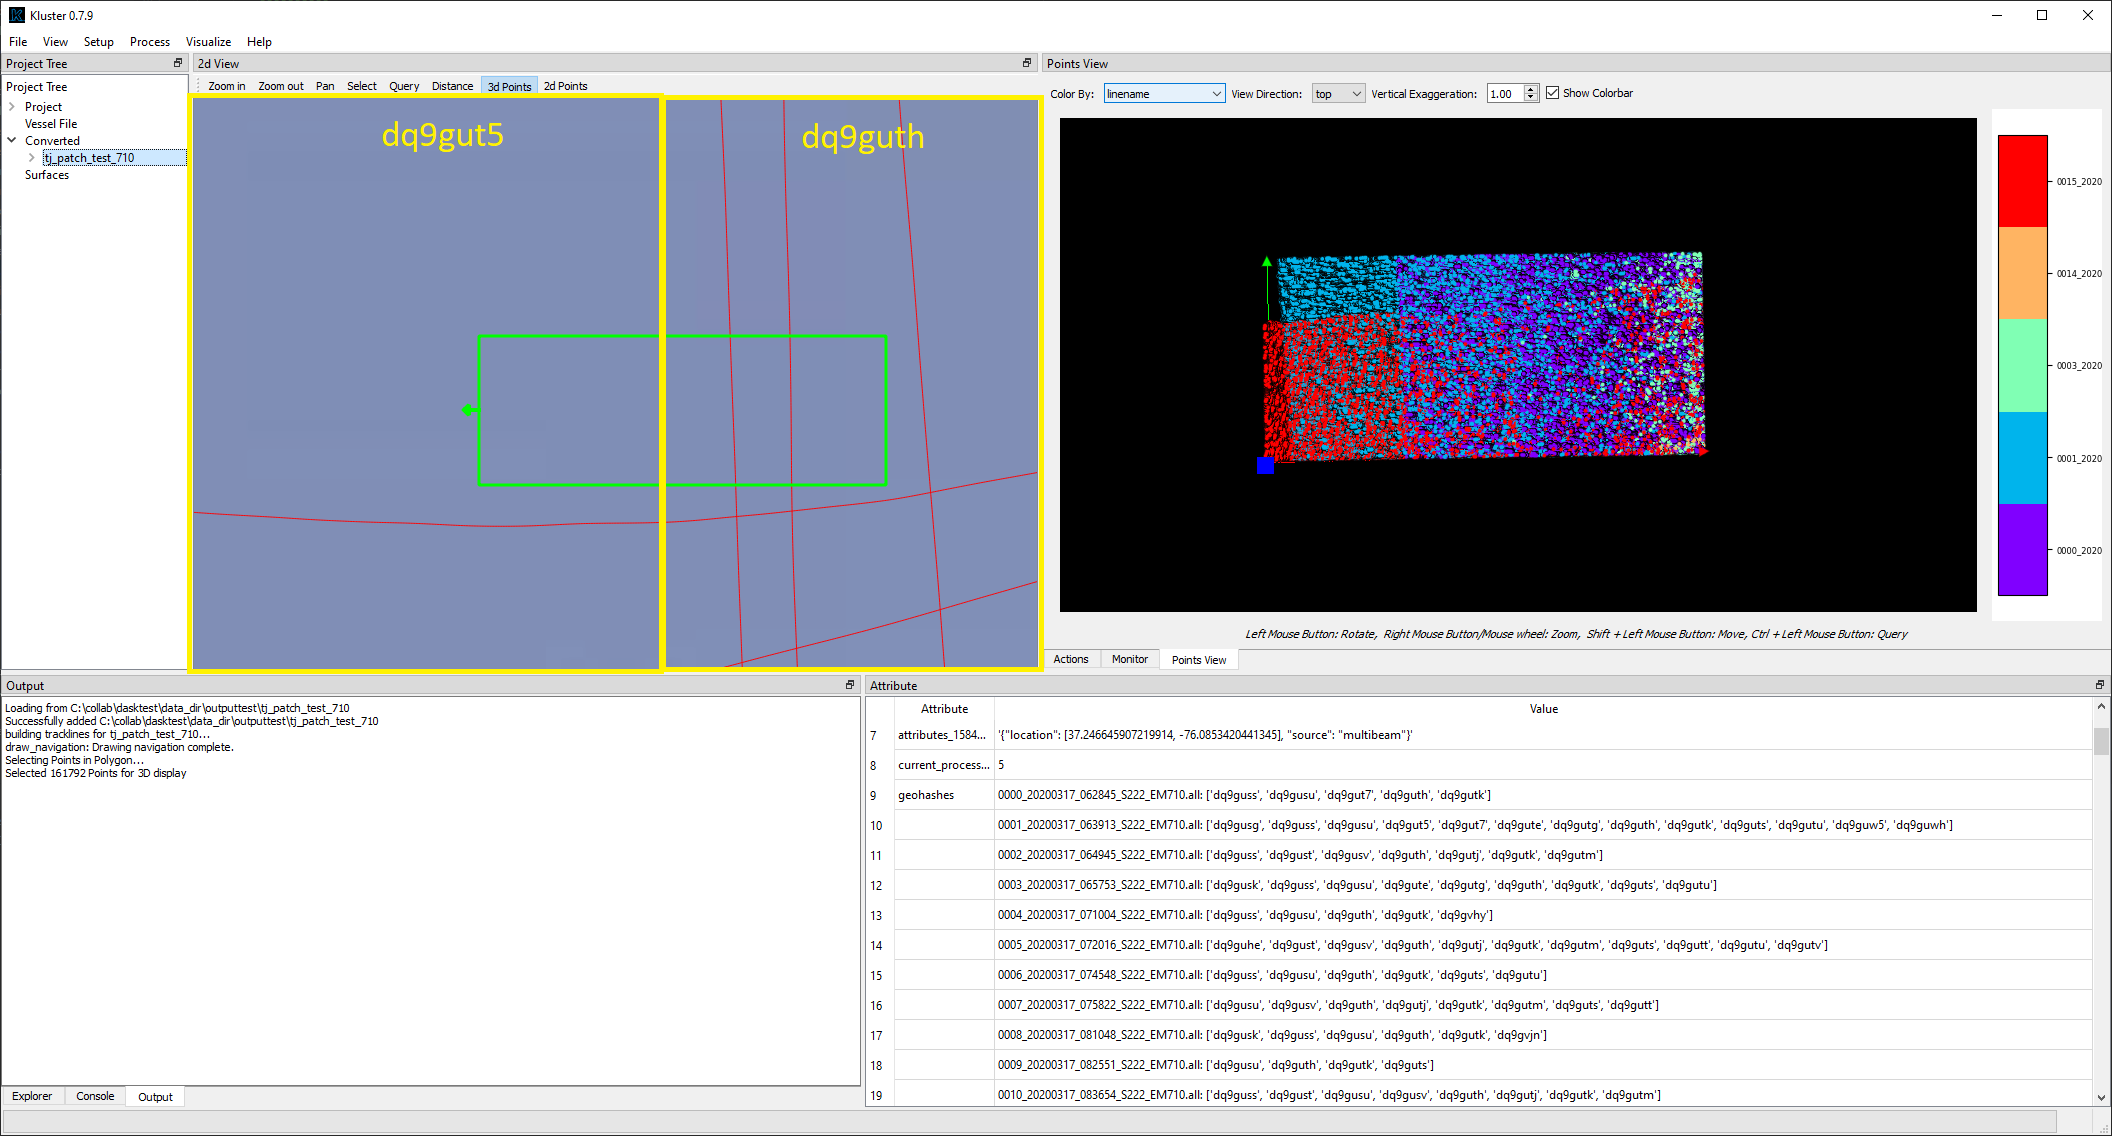 Kluster 0.7.9
File View Setup Process Visualize Help
Project Tree
Project Tree
Project
Vessel File
Converted
tj_patch_test_710
Surfaces
2d View
Zoom in Zoom out Pan Select Query Distance 3d Points 2d Points
dq9gut5
dq9guth
Points View
Color By: linename View Direction: top Vertical Exaggeration: 1.00 Show Colorbar
0015_2020
0014_2020
0003_2020
0001_2020
0000_2020
Left Mouse Button: Rotate, Right Mouse Button/Mouse wheel: Zoom, Shift + Left Mouse Button: Move, Ctrl + Left Mouse Button: Query
Actions Monitor Points View
Output
Loading from C:\collab\dasktest\data_dir\outputtest\tj_patch_test_710
Successfully added C:\collab\dasktest\data_dir\outputtest\tj_patch_test_710
building tracklines for tj_patch_test_710...
draw_navigation: Drawing navigation complete.
Selecting Points in Polygon...
Selected 161792 Points for 3D display
Explorer Console Output
Attribute
Attribute Value
7 attributes_1584... '{"location": [37.246645907219914, -76.0853420441345], "source": "multibeam"}'
8 current_process... 5
9 geohashes 0000_20200317_062845_S222_EM710.all: ['dq9guss', 'dq9gusu', 'dq9gut7', 'dq9guth', 'dq9gutk']
10 0001_20200317_063913_S222_EM710.all: ['dq9gusg', 'dq9guss', 'dq9gusu', 'dq9gut5', 'dq9gut7', 'dq9gute', 'dq9gutg', 'dq9guth', 'dq9gutk', 'dq9guts', 'dq9gutu', 'dq9guw5', 'dq9guwh']
11 0002_20200317_064945_S222_EM710.all: ['dq9guss', 'dq9gust', 'dq9gusv', 'dq9guth', 'dq9gutj', 'dq9gutk', 'dq9gutm']
12 0003_20200317_065753_S222_EM710.all: ['dq9gusk', 'dq9guss', 'dq9gusu', 'dq9gute', 'dq9gutg', 'dq9guth', 'dq9gutk', 'dq9guts', 'dq9gutu']
13 0004_20200317_071004_S222_EM710.all: ['dq9guss', 'dq9gusu', 'dq9guth', 'dq9gutk', 'dq9gvhy']
14 0005_20200317_072016_S222_EM710.all: ['dq9guhe', 'dq9gust', 'dq9gusv', 'dq9guth', 'dq9gutj', 'dq9gutk', 'dq9gutm', 'dq9guts', 'dq9gutt', 'dq9gutu', 'dq9gutv']
15 0006_20200317_074548_S222_EM710.all: ['dq9guss', 'dq9gusu', 'dq9guth', 'dq9gutk', 'dq9guts', 'dq9gutu']
16 0007_20200317_075822_S222_EM710.all: ['dq9gusu', 'dq9gusv', 'dq9guth', 'dq9gutj', 'dq9gutk', 'dq9gutm', 'dq9guts', 'dq9gutt']
17 0008_20200317_081048_S222_EM710.all: ['dq9gusk', 'dq9guss', 'dq9gusu', 'dq9guth', 'dq9gutk', 'dq9gvjn']
18 0009_20200317_082551_S222_EM710.all: ['dq9gusu', 'dq9guth', 'dq9gutk', 'dq9guts']
19 0010_20200317_083654_S222_EM710.all: ['dq9guss', 'dq9gust', 'dq9gusu', 'dq9gusv', 'dq9guth', 'dq9gutj', 'dq9gutk', 'dq9gutm']